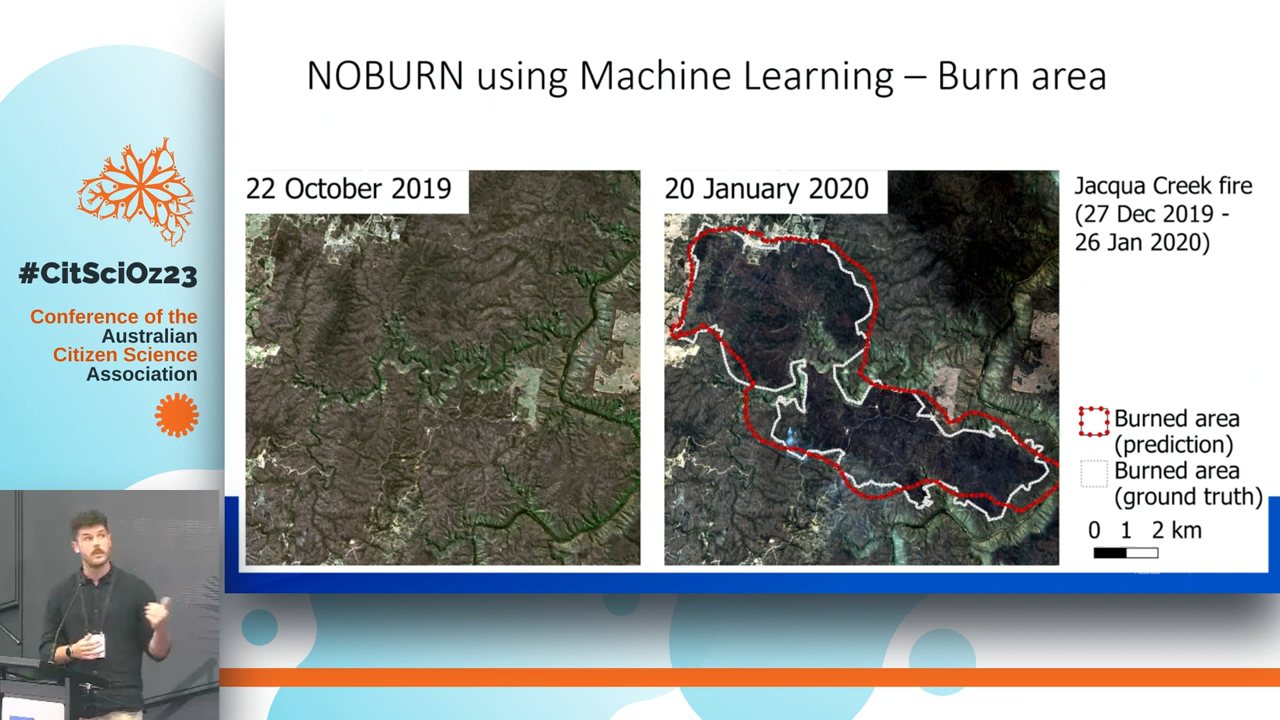 NOBURN using Machine Learning – Burn area
22 October 2019
20 January 2020
Jacqua Creek fire
(27 Dec 2019 -
26 Jan 2020)
Burned area
(prediction)
Burned area
(ground truth)
0 1 2 km
#CitSciOz23
Conference of the
Australian
Citizen Science
Association